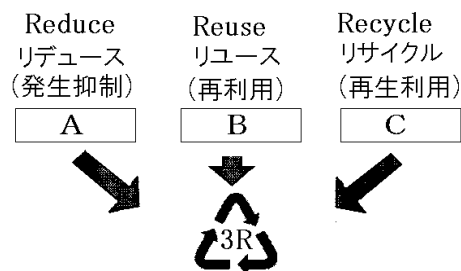 Reduce
リデュース
(発生抑制)
A
Reuse
リユース
(再利用)
B
Recycle
リサイクル
(再生利用)
C
3R